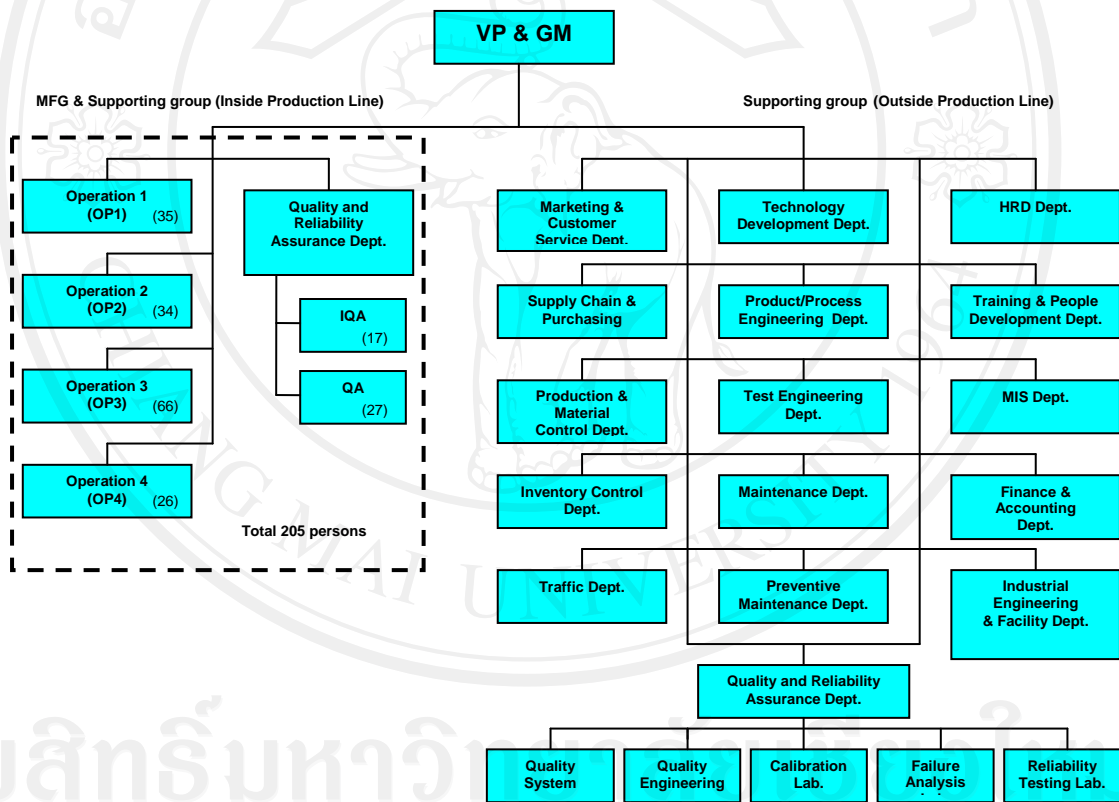 VP & GM
MFG & Supporting group (Inside Production Line)
Supporting group (Outside Production Line)
Operation 1
(OP1) (35)
Operation 2
(OP2) (34)
Operation 3
(OP3) (66)
Operation 4
(OP4) (26)
Quality and
Reliability
Assurance Dept.
IQA
(17)
QA
(27)
Total 205 persons
Marketing &
Customer
Service Dept.
Technology
Development Dept.
HRD Dept.
Supply Chain &
Purchasing
Product/Process
Engineering Dept.
Training & People
Development Dept.
Production &
Material
Control Dept.
Test Engineering
Dept.
MIS Dept.
Inventory Control
Dept.
Maintenance Dept.
Finance &
Accounting
Dept.
Traffic Dept.
Preventive
Maintenance Dept.
Industrial
Engineering
& Facility Dept.
Quality and Reliability
Assurance Dept.
Quality
System
Quality
Engineering
Calibration
Lab.
Failure
Analysis
Reliability
Testing Lab.
CHIANG MAI UNIVERSITY 1964